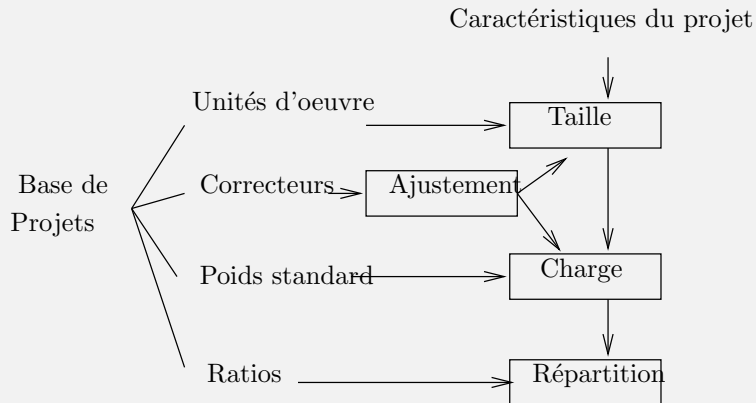 Caractéristiques du projet
Unités d'oeuvre
Taille
Base de
Projets
Correcteurs
Ajustement
Poids standard
Charge
Ratios
Répartition